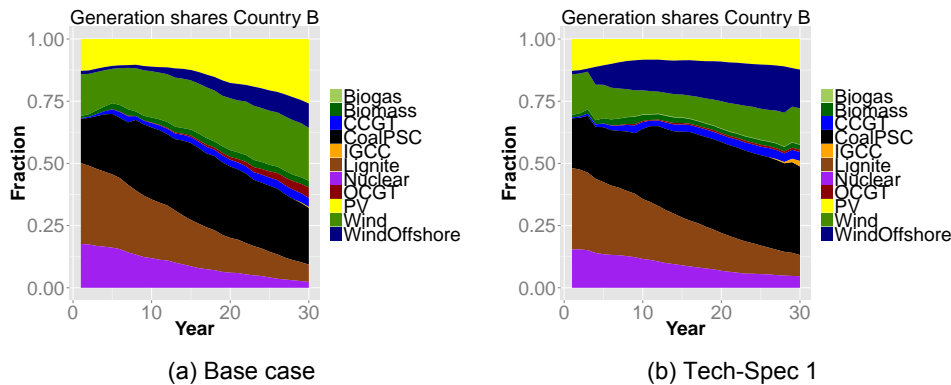 Generation shares Country B
1.00
0.75
0.50
0.25
0.00
Fraction
0
10
20
30
Year
Biogas
Biomass
CCGT
CoalPSC
IGCC
Lignite
Nuclear
OCGT
PV
Wind
WindOffshore
(a) Base case
Generation shares Country B
1.00
0.75
0.50
0.25
0.00
Fraction
0
10
20
30
Year
Biogas
Biomass
CCGT
CoalPSC
IGCC
Lignite
Nuclear
OCGT
PV
Wind
WindOffshore
(b) Tech-Spec 1